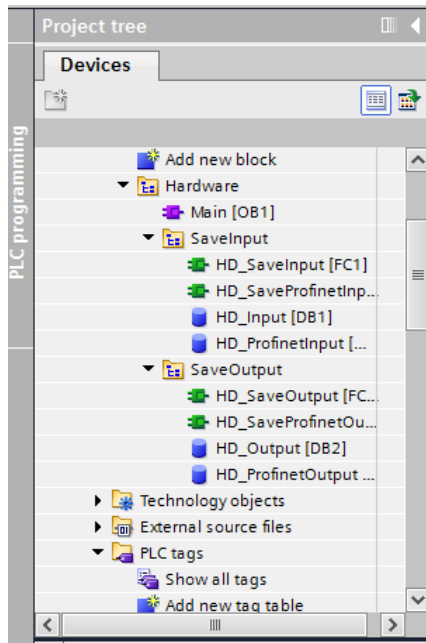 Project tree
Devices
PLC programming
Add new block
Hardware
Main [OB1]
SaveInput
HD_SaveInput [FC1]
HD_SaveProfinetInp...
HD_Input [DB1]
HD_ProfinetInput [...
SaveOutput
HD_SaveOutput [FC...
HD_SaveProfinetOu...
HD_Output [DB2]
HD_ProfinetOutput ...
Technology objects
External source files
PLC tags
Show all tags
Add new tag table